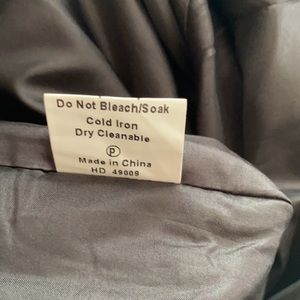 Do Not Bleach/Soak
Cold Iron
Dry Cleanable
P
Made in China
HD 49009